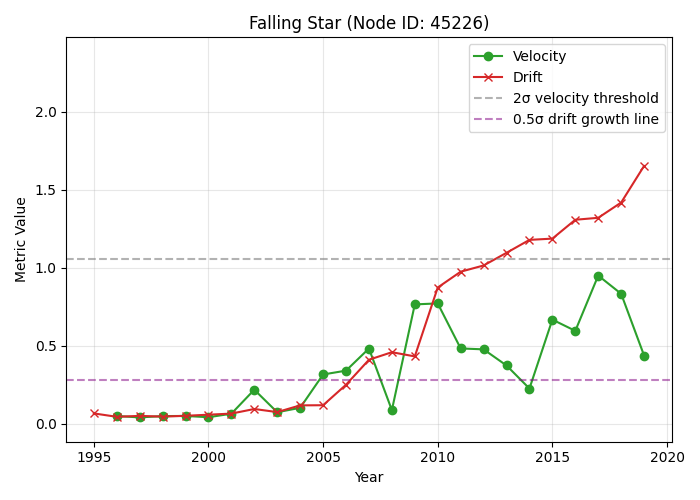 Falling Star (Node ID: 45226)
Velocity
Drift
2σ velocity threshold
0.5σ drift growth line
Metric Value
2.0
1.5
1.0
0.5
0.0
1995 2000 2005 2010 2015 2020
Year